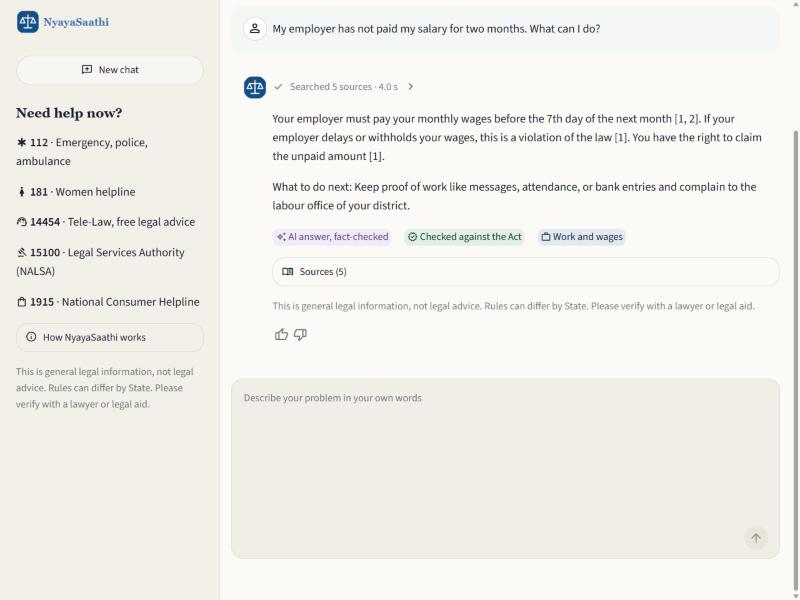 NyayaSaathi
New chat
Need help now?
112 · Emergency, police,
ambulance
181 · Women helpline
14454 · Tele-Law, free legal advice
15100 · Legal Services Authority
(NALSA)
1915 · National Consumer Helpline
How NyayaSaathi works
This is general legal information, not legal
advice. Rules can differ by State. Please
verify with a lawyer or legal aid.
My employer has not paid my salary for two months. What can I do?
Searched 5 sources · 4.0 s
Your employer must pay your monthly wages before the 7th day of the next month [1, 2]. If your
employer delays or withholds your wages, this is a violation of the law [1]. You have the right to claim
the unpaid amount [1].
What to do next: Keep proof of work like messages, attendance, or bank entries and complain to the
labour office of your district.
AI answer, fact-checked
Checked against the Act
Work and wages
Sources (5)
This is general legal information, not legal advice. Rules can differ by State. Please verify with a lawyer or legal aid.
Describe your problem in your own words